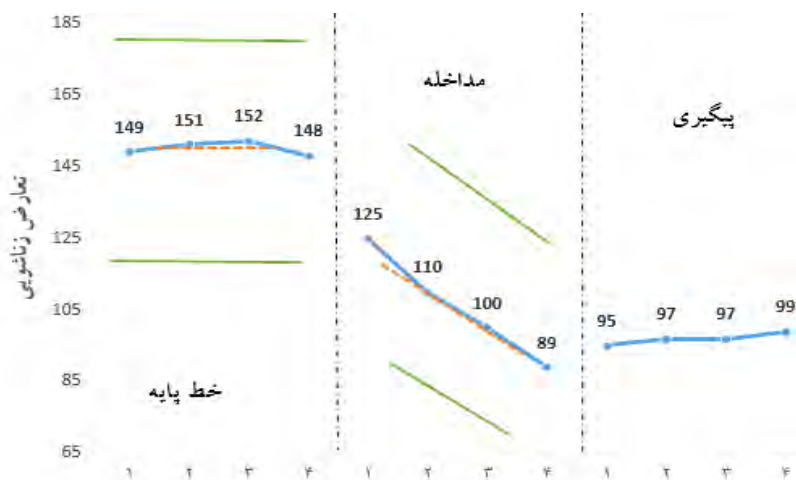 185
165
145
125
105
85
65
تعارض زناشویی
خط پایه
مداخله
پیگیری
149 151 152 148
125 110 100 89
95 97 97 99
۱ ۲ ۳ ۴ ۱ ۲ ۳ ۴ ۱ ۲ ۳ ۴